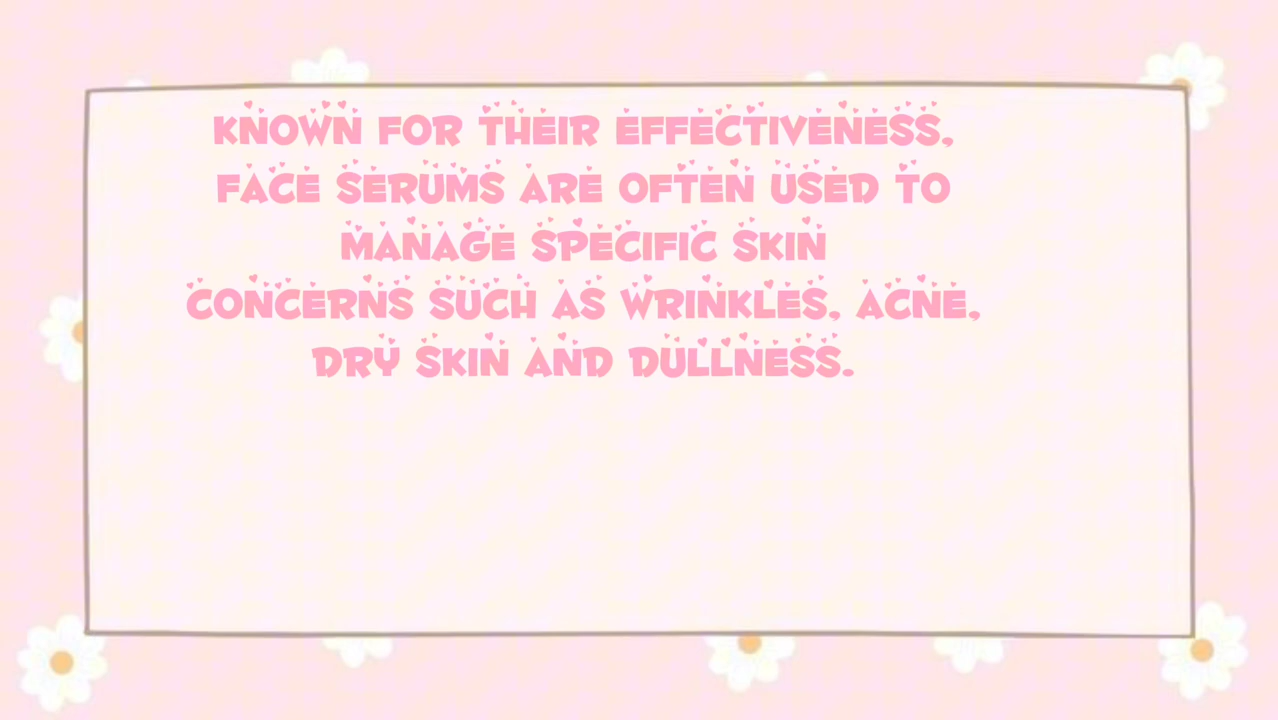 KNOWN FOR THEIR EFFECTIVENESS,
FACE SERUMS ARE OFTEN USED TO
MANAGE SPECIFIC SKIN
CONCERNS SUCH AS WRINKLES, ACNE,
DRY SKIN AND DULLNESS.